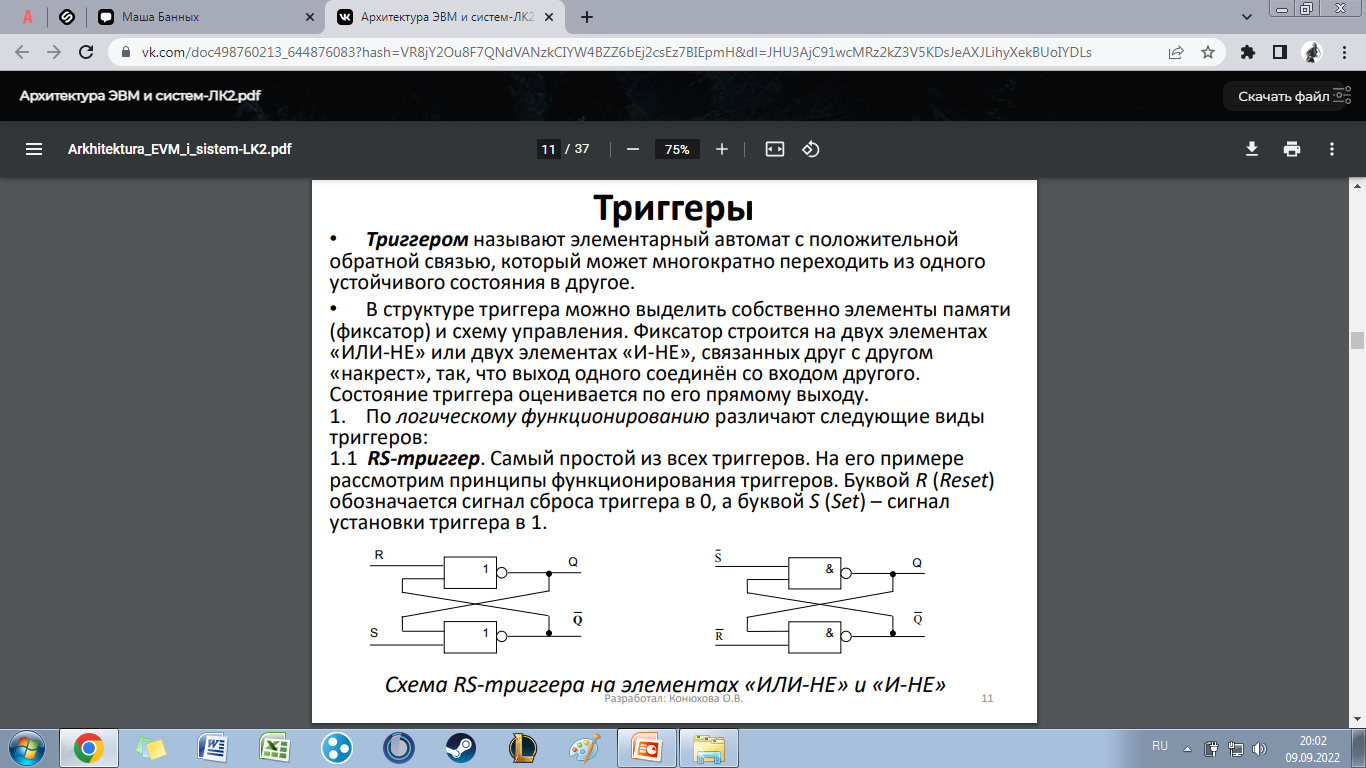 Маша Банных
Архитектура ЭВМ и систем-ЛК2
vk.com/doc498760213_644876083?hash=VR8jY2Ou8F7QNdVANzkCIYW4BZZ6bEj2csEz7BIEpmH&dl=JHU3AjC91wcMRz2kZ3V5KDsJeAXJLihyXekBUoIYDLs
Архитектура ЭВМ и систем-ЛК2.pdf
Скачать файл
Arkhitektura_EVM_i_sistem-LK2.pdf
11 / 37
75%
Триггеры
• Триггером называют элементарный автомат с положительной
обратной связью, который может многократно переходить из одного
устойчивого состояния в другое.
• В структуре триггера можно выделить собственно элементы памяти
(фиксатор) и схему управления. Фиксатор строится на двух элементах
«ИЛИ-НЕ» или двух элементах «И-НЕ», связанных друг с другом
«накрест», так, что выход одного соединён со входом другого.
Состояние триггера оценивается по его прямому выходу.
1. По логическому функционированию различают следующие виды
триггеров:
1.1 RS-триггер. Самый простой из всех триггеров. На его примере
рассмотрим принципы функционирования триггеров. Буквой R (Reset)
обозначается сигнал сброса триггера в 0, а буквой S (Set) – сигнал
установки триггера в 1.
R
1
Q
S
1
Q̅
S̅
&
Q
R̅
&
Q̅
Схема RS-триггера на элементах «ИЛИ-НЕ» и «И-НЕ»
Разработал: Конюхова О.В.
11
RU
20:02
09.09.2022